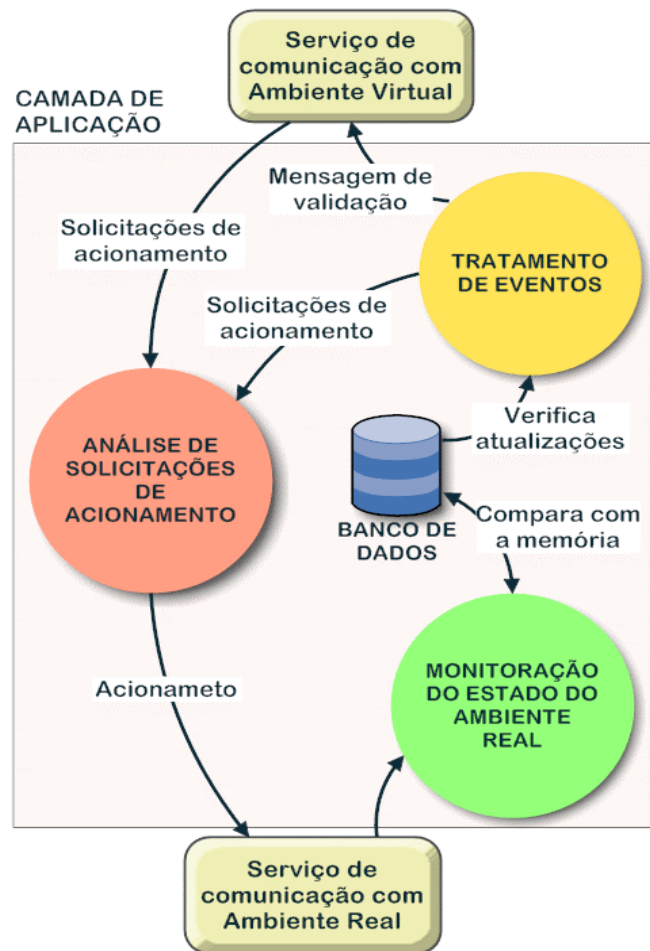 Serviço de
comunicação com
Ambiente Virtual
CAMADA DE
APLICAÇÃO
Mensagem de
validação
Solicitações de
acionamento
TRATAMENTO
DE EVENTOS
Solicitações de
acionamento
Verifica
atualizações
ANÁLISE DE
SOLICITAÇÕES
DE
ACIONAMENTO
BANCO DE
DADOS
Compara com
a memória
MONITORAÇÃO
DO ESTADO DO
AMBIENTE
REAL
Acionameto
Serviço de
comunicação com
Ambiente Real